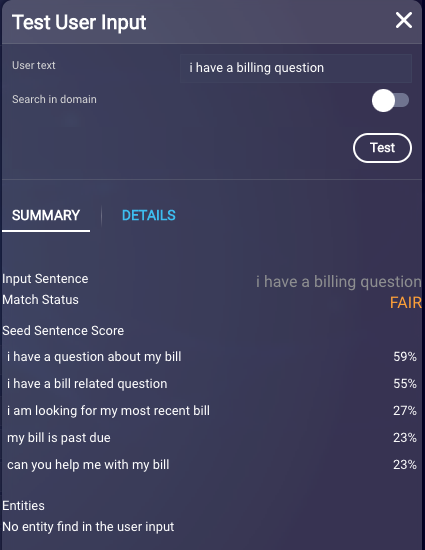 Test User Input
User text i have a billing question
Search in domain
Test
SUMMARY DETAILS
Input Sentence i have a billing question
Match Status FAIR
Seed Sentence Score
i have a question about my bill 59%
i have a bill related question 55%
i am looking for my most recent bill 27%
my bill is past due 23%
can you help me with my bill 23%
Entities
No entity find in the user input